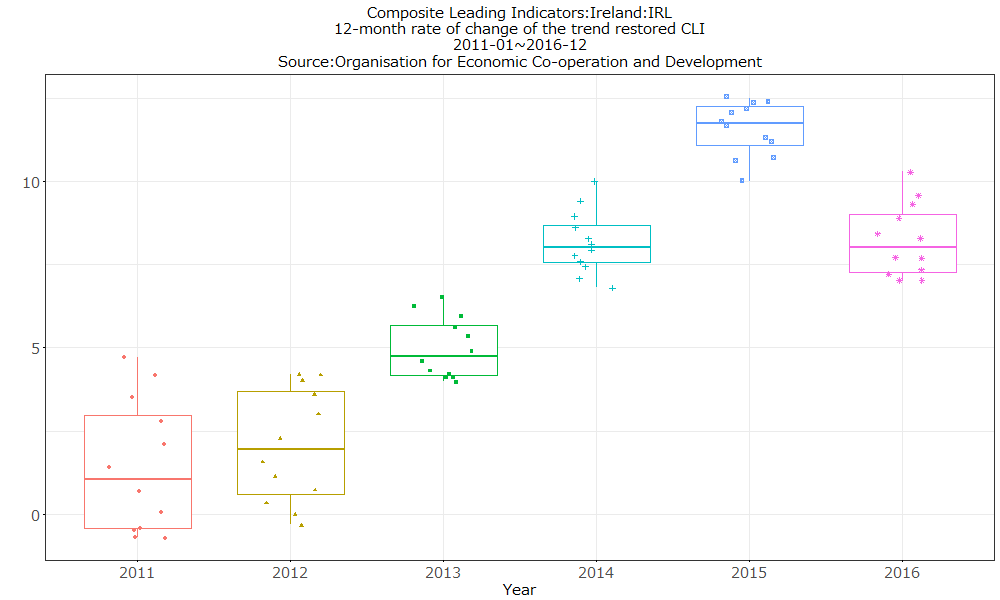 Composite Leading Indicators:Ireland:IRL
12-month rate of change of the trend restored CLI
2011-01~2016-12
Source:Organisation for Economic Co-operation and Development
10
5
0
2011 2012 2013 2014 2015 2016
Year